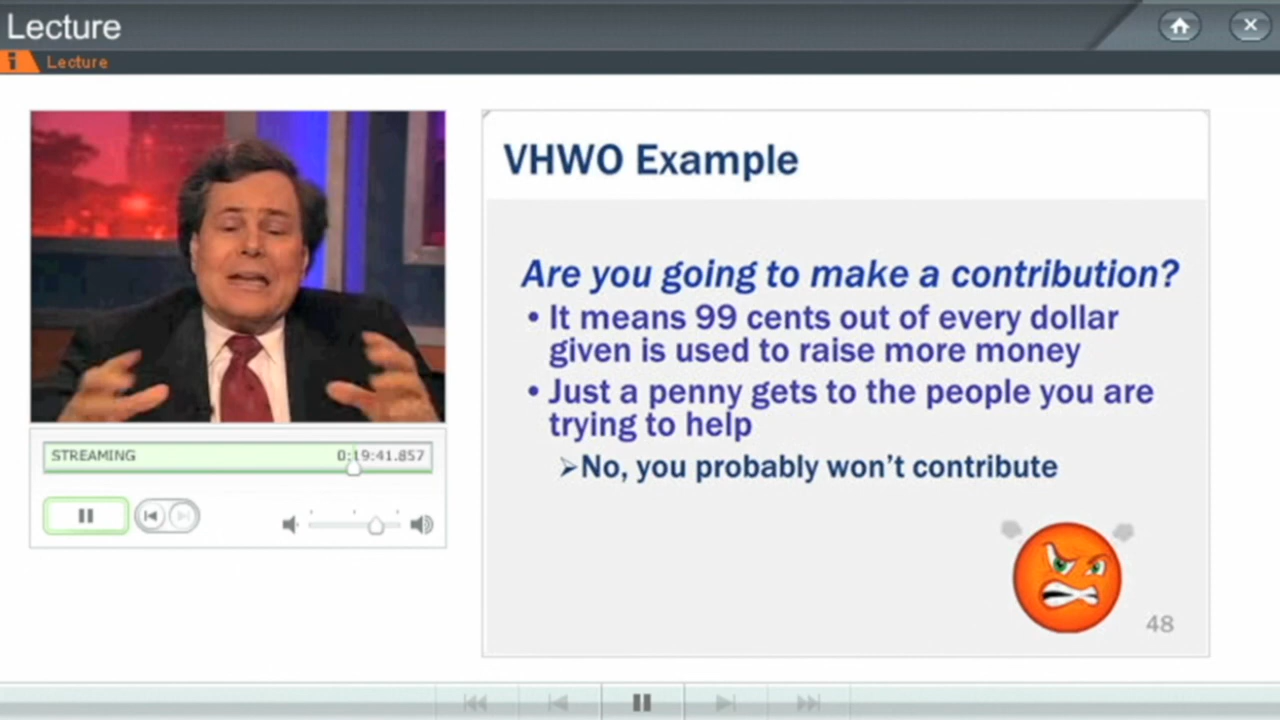 Lecture
i Lecture
VHWO Example
Are you going to make a contribution?
• It means 99 cents out of every dollar
given is used to raise more money
• Just a penny gets to the people you are
trying to help
➢No, you probably won't contribute
STREAMING 0:19:41.857
48